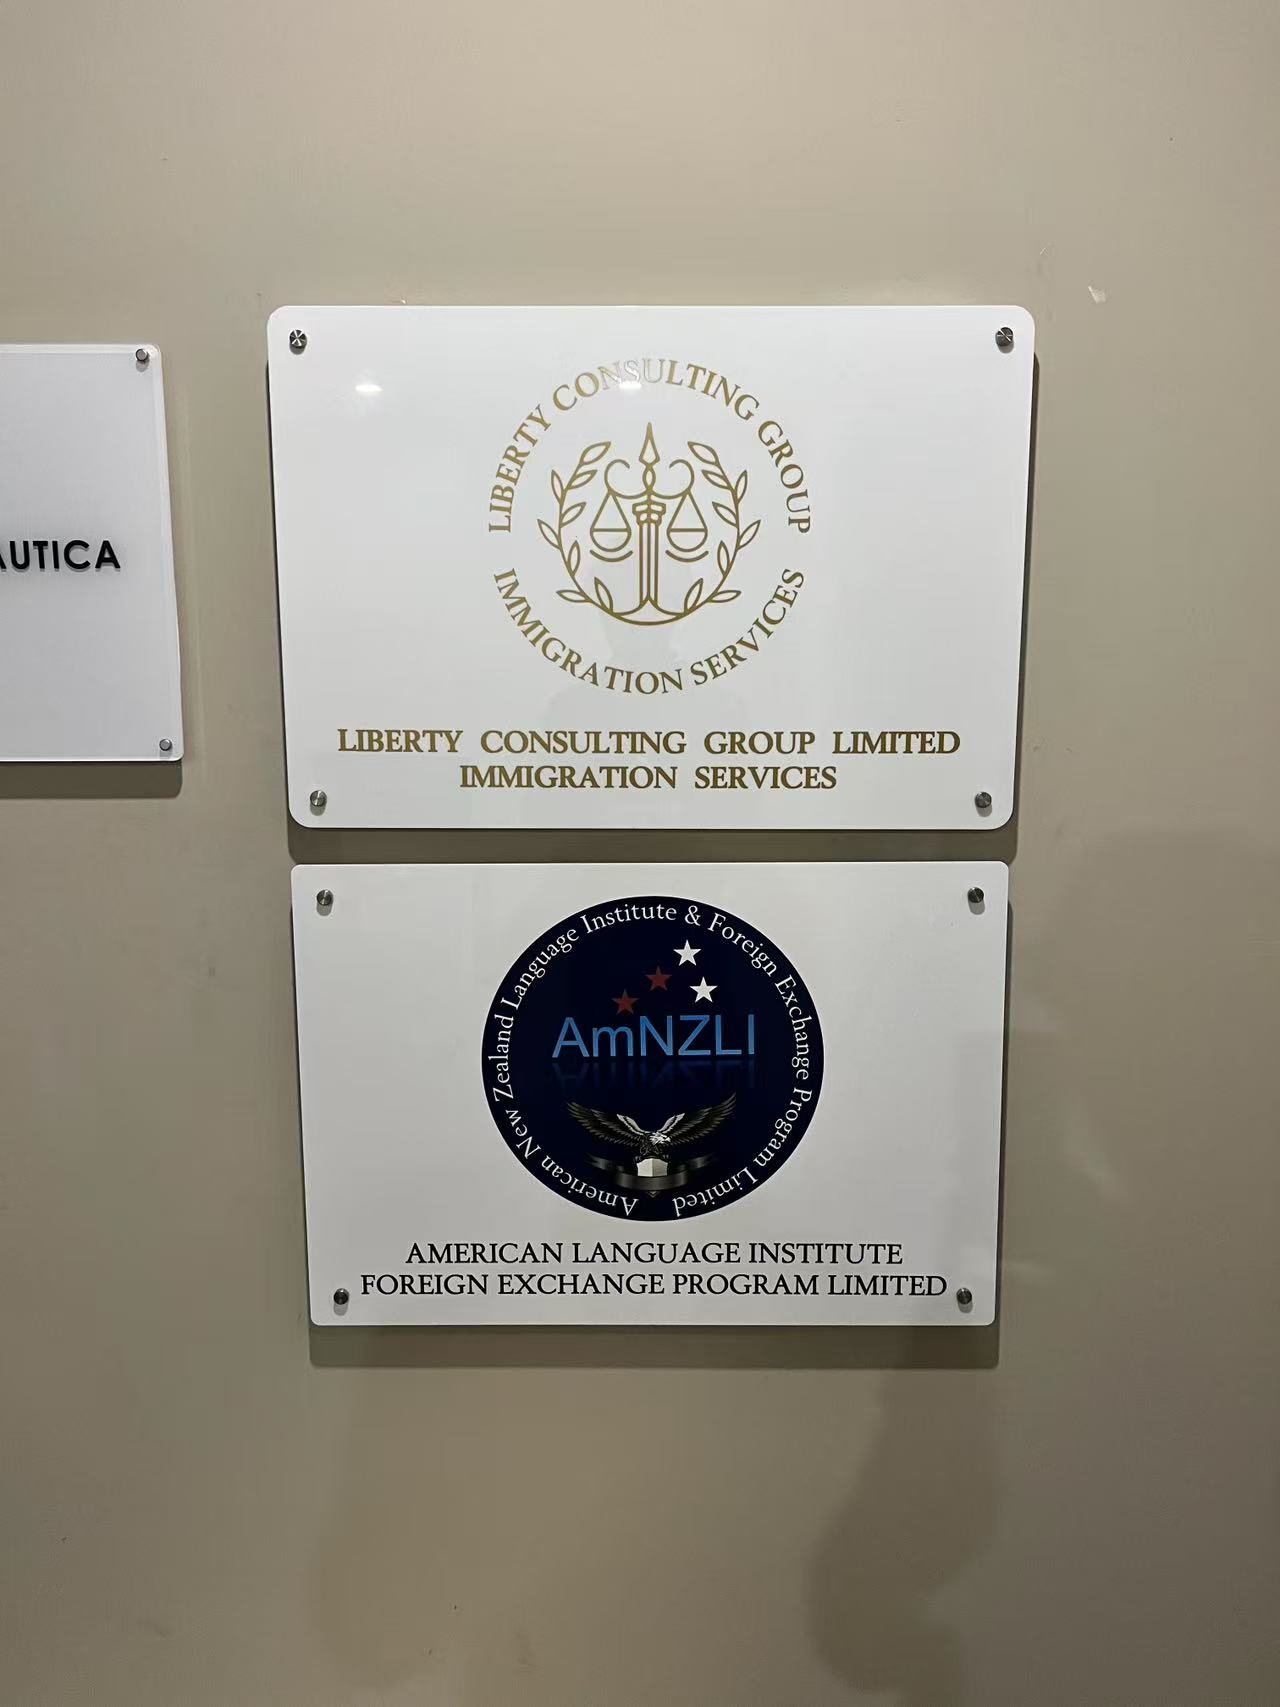 AUTICA
LIBERTY CONSULTING GROUP
IMMIGRATION SERVICES
LIBERTY CONSULTING GROUP LIMITED
IMMIGRATION SERVICES
American New Zealand Language Institute & Foreign Exchange Program Limited
AmNZLI
AMERICAN LANGUAGE INSTITUTE
FOREIGN EXCHANGE PROGRAM LIMITED